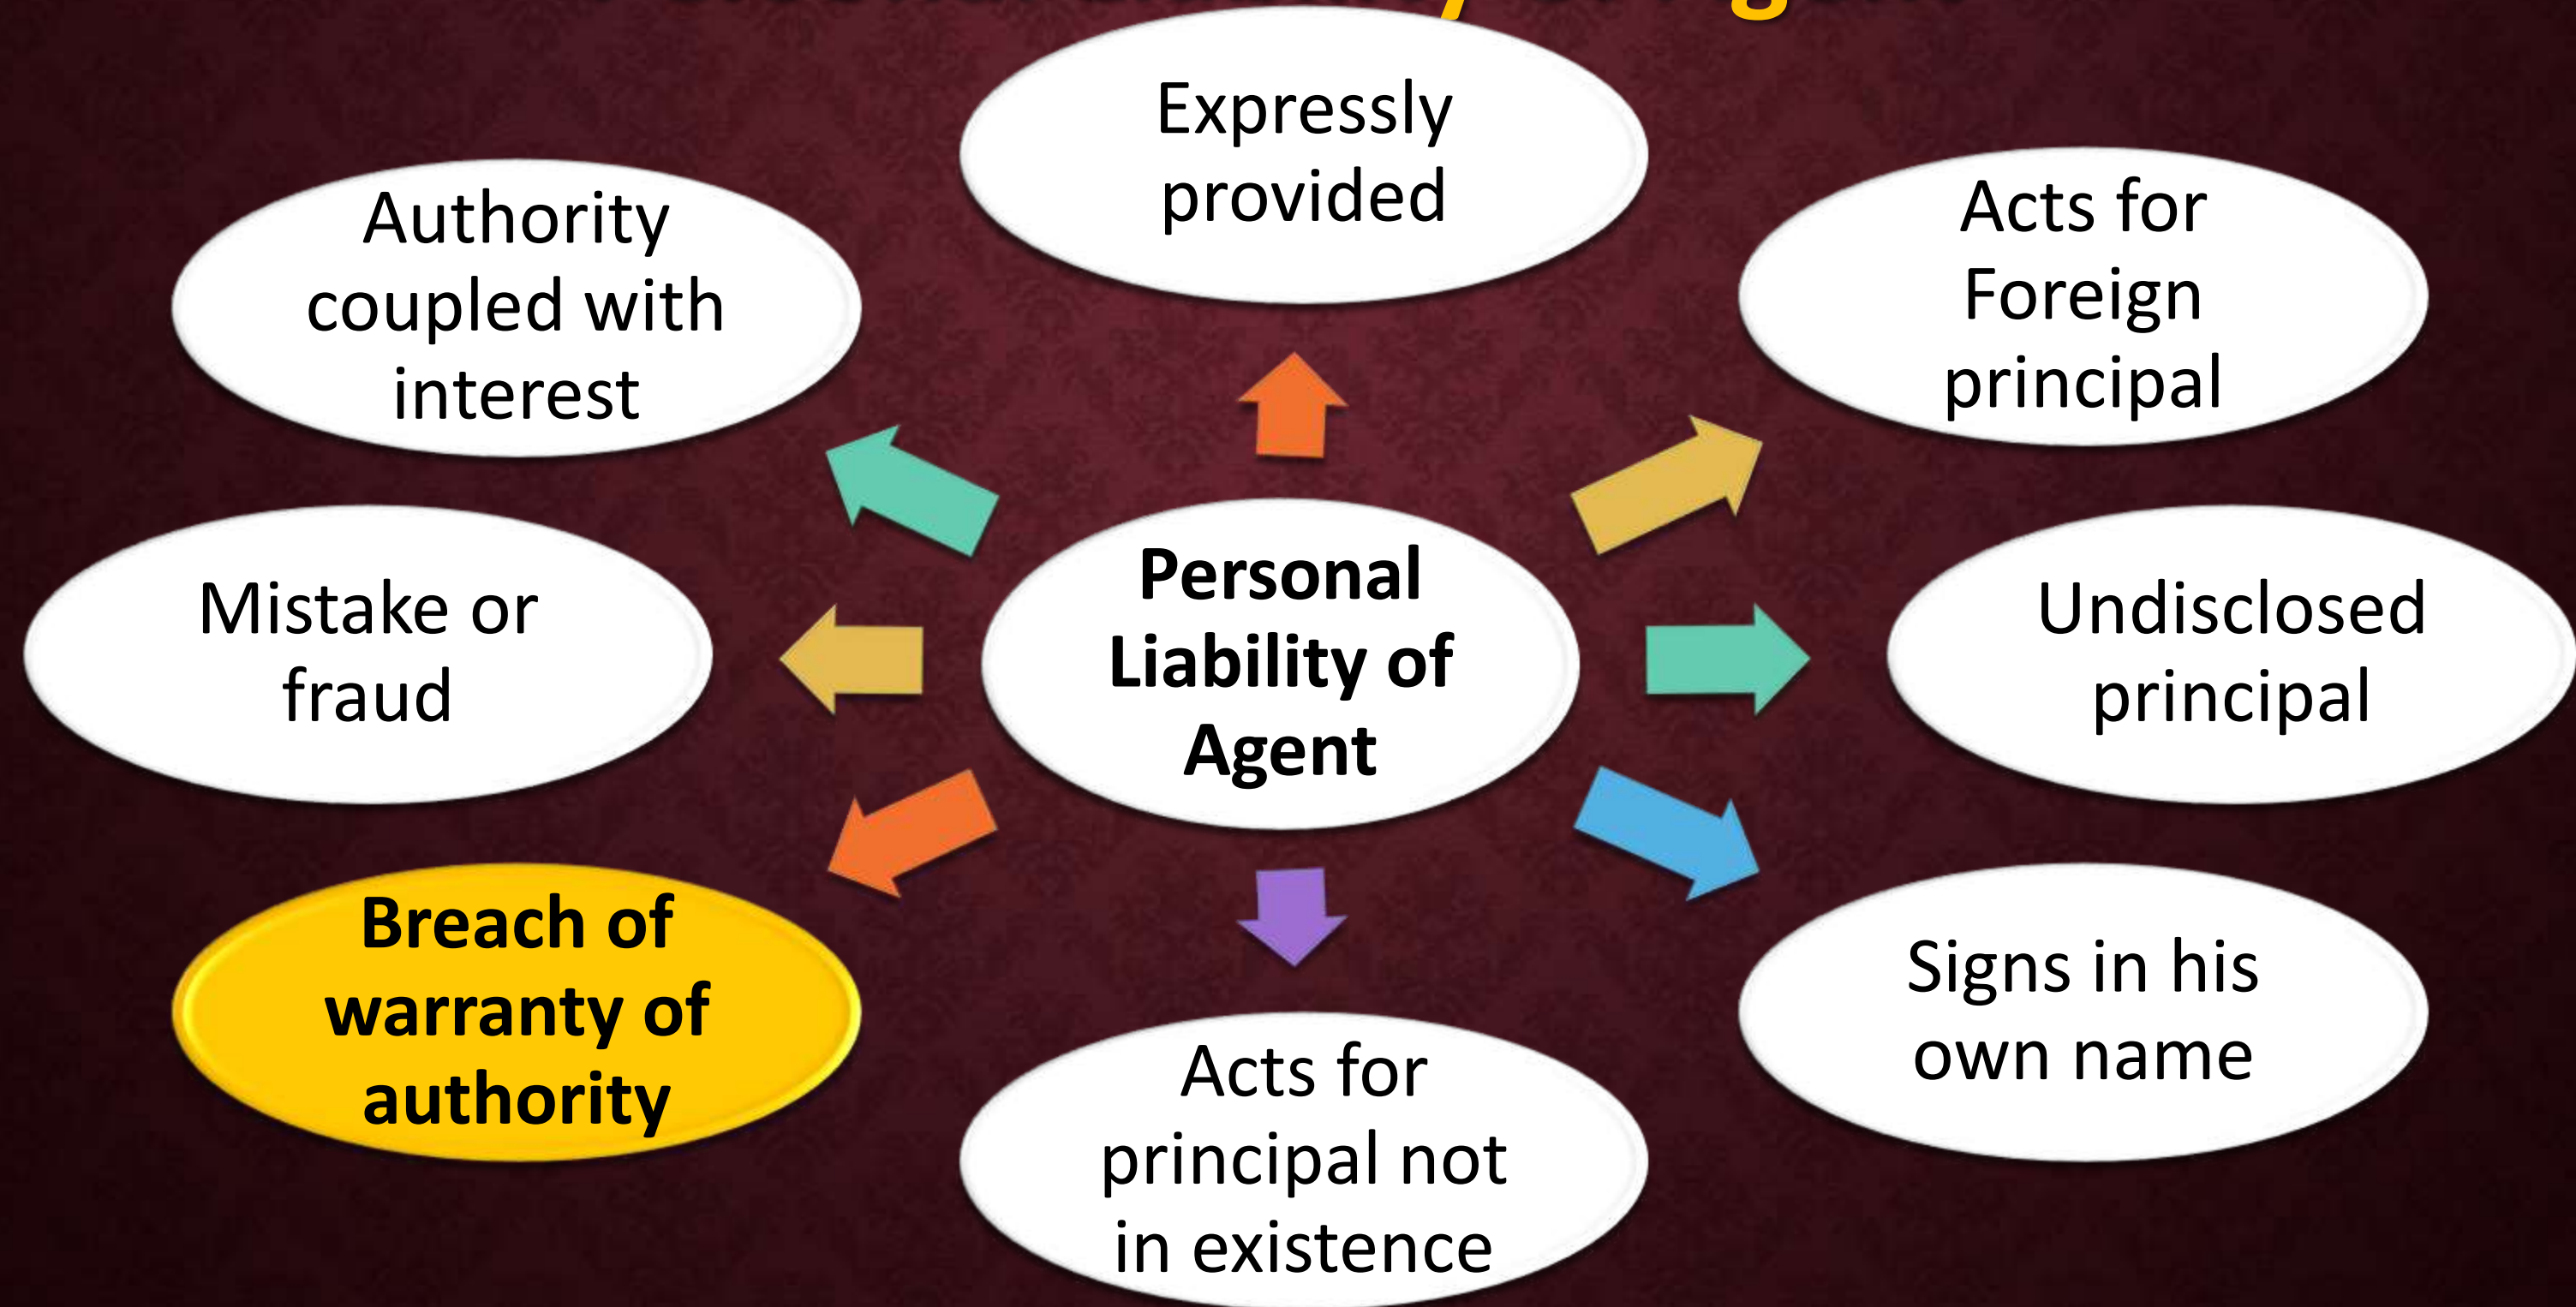 Expressly
provided
Acts for
Foreign
principal
Undisclosed
principal
Signs in his
own name
Acts for
principal not
in existence
Breach of
warranty of
authority
Mistake or
fraud
Authority
coupled with
interest
Personal
Liability of
Agent